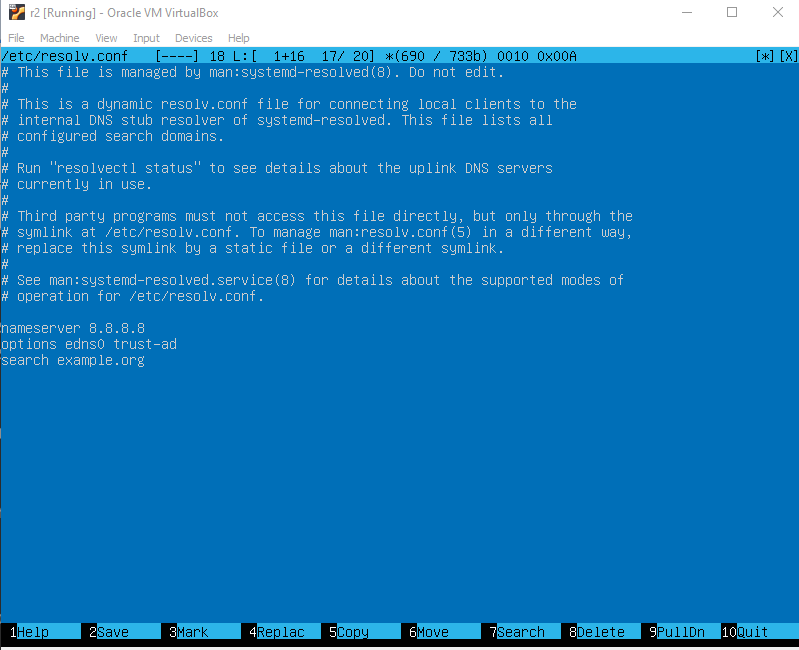 r2 [Running] - Oracle VM VirtualBox
File Machine View Input Devices Help
/etc/resolv.conf [----] 18 L:[ 1+16 17/ 20] *(690 / 733b) 0010 0x00A [*][X]
# This file is managed by man:systemd-resolved(8). Do not edit.
#
# This is a dynamic resolv.conf file for connecting local clients to the
# internal DNS stub resolver of systemd-resolved. This file lists all
# configured search domains.
#
# Run "resolvectl status" to see details about the uplink DNS servers
# currently in use.
#
# Third party programs must not access this file directly, but only through the
# symlink at /etc/resolv.conf. To manage man:resolv.conf(5) in a different way,
# replace this symlink by a static file or a different symlink.
#
# See man:systemd-resolved.service(8) for details about the supported modes of
# operation for /etc/resolv.conf.
nameserver 8.8.8.8
options edns0 trust-ad
search example.org
1Help 2Save 3Mark 4Replac 5Copy 6Move 7Search 8Delete 9PullDn 10Quit